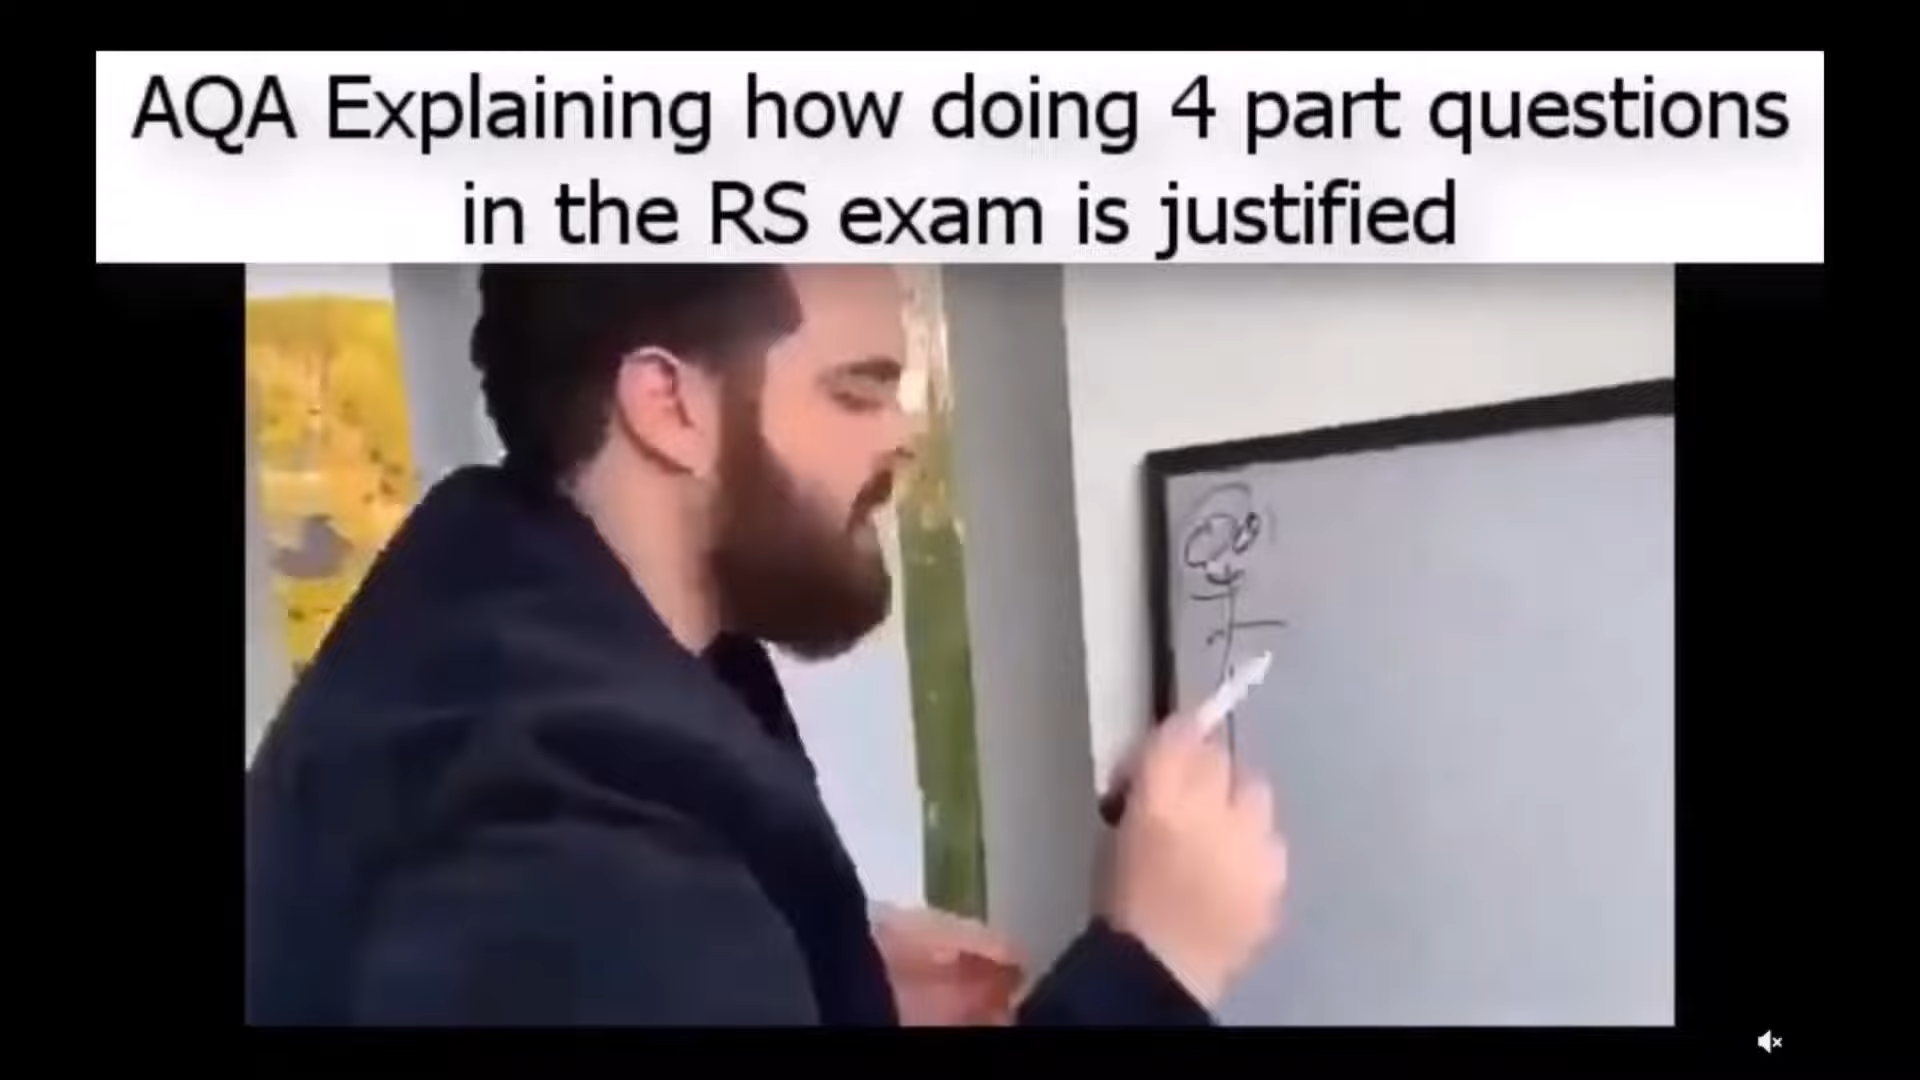 AQA Explaining how doing 4 part questions
in the RS exam is justified